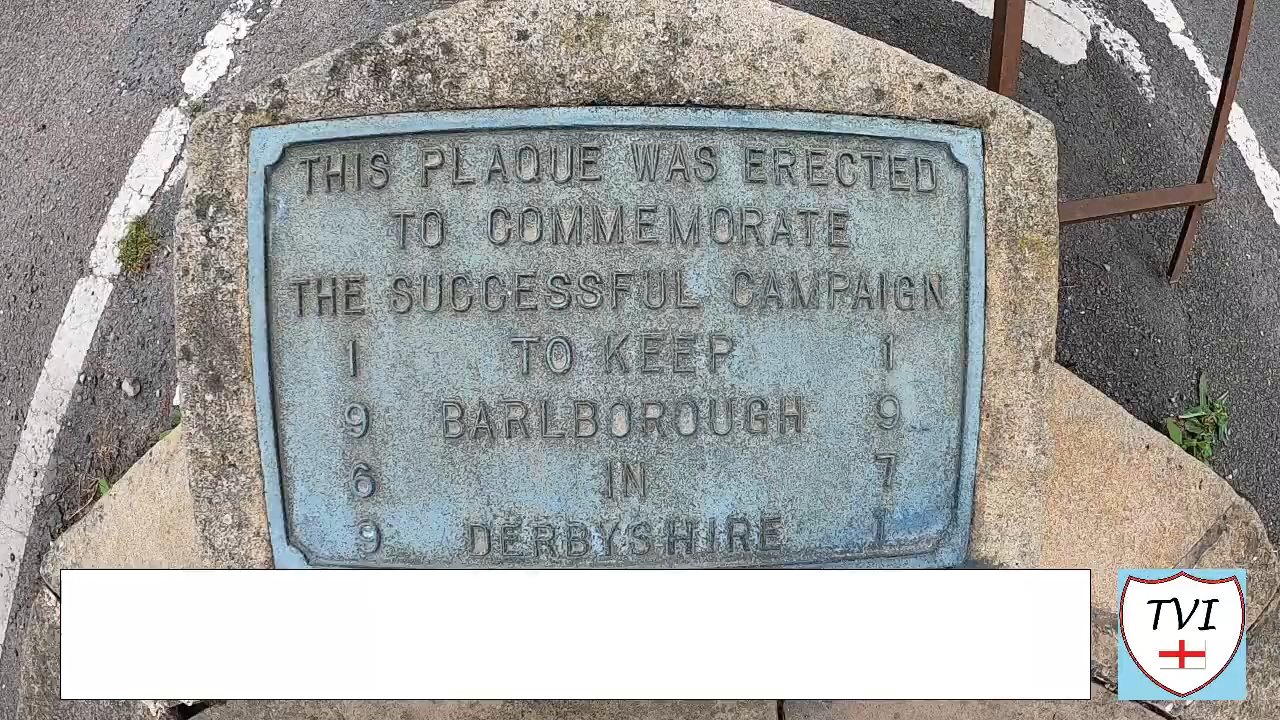 THIS PLAQUE WAS ERECTED
TO COMMEMORATE
THE SUCCESSFUL CAMPAIGN
1 TO KEEP 1
9 BARLBOROUGH 9
6 IN 7
9 DERBYSHIRE 1
TVI